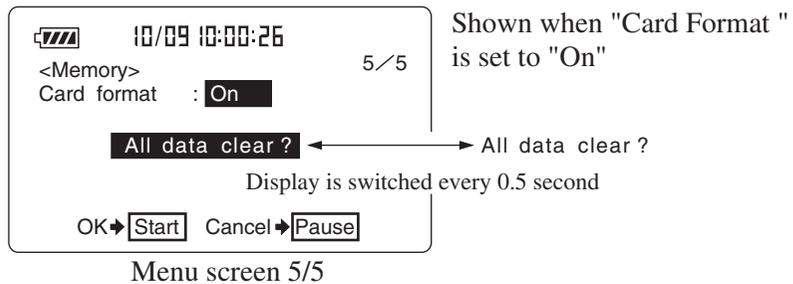 10/09 10:00:26
5/5
<Memory>
Card format : On
All data clear ?
OK Start Cancel Pause
Shown when "Card Format "
is set to "On"
All data clear ?
Display is switched every 0.5 second
Menu screen 5/5